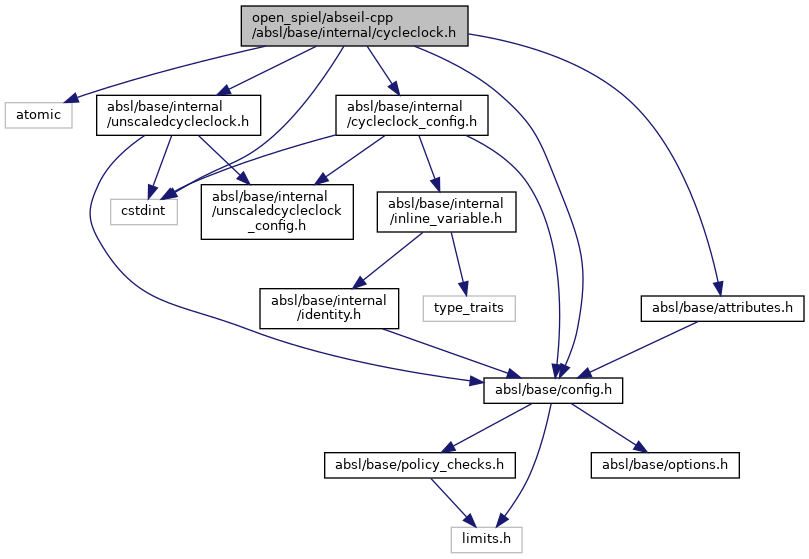 open_spiel/abseil-cpp
/absl/base/internal/cycleclock.h
atomic
absl/base/internal
/unscaledcycleclock.h
absl/base/internal
/cycleclock_config.h
cstdint
absl/base/internal
/unscaledcycleclock
_config.h
absl/base/internal
/inline_variable.h
absl/base/internal
/identity.h
type_traits
absl/base/attributes.h
absl/base/config.h
absl/base/policy_checks.h
absl/base/options.h
limits.h